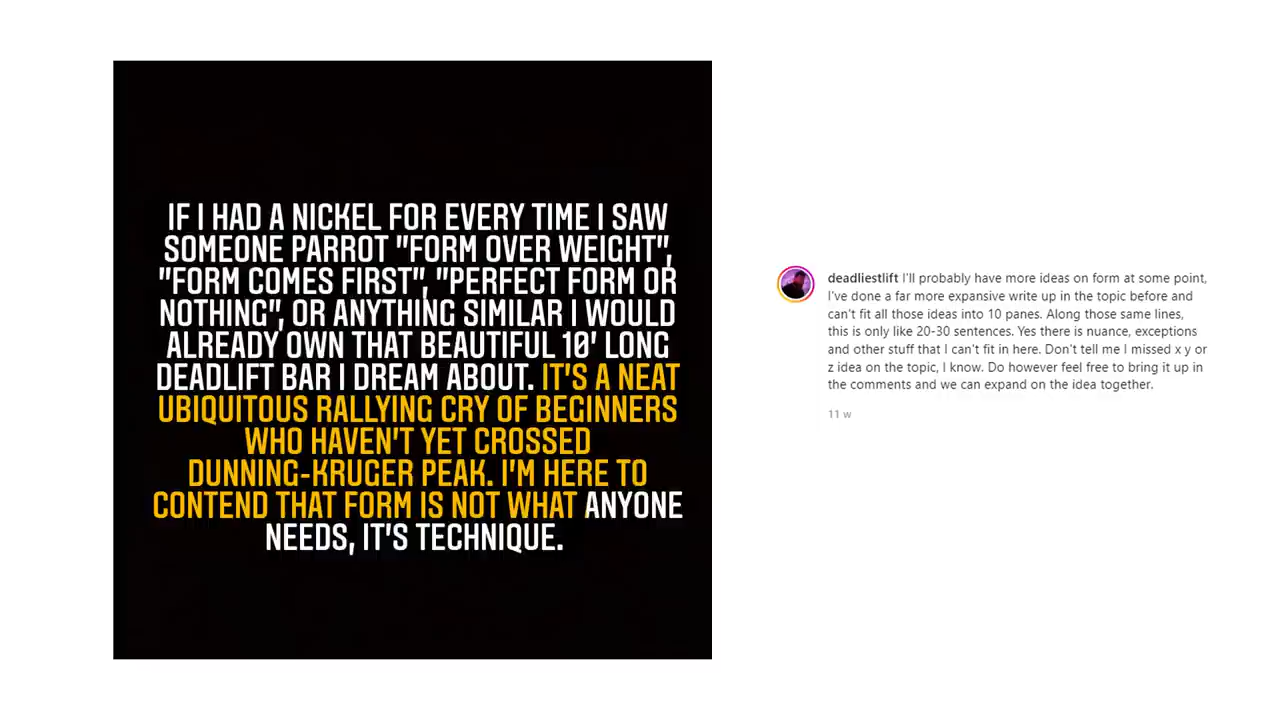 IF I HAD A NICKEL FOR EVERY TIME I SAW
SOMEONE PARROT "FORM OVER WEIGHT",
"FORM COMES FIRST", "PERFECT FORM OR
NOTHING", OR ANYTHING SIMILAR I WOULD
ALREADY OWN THAT BEAUTIFUL 10' LONG
DEADLIFT BAR I DREAM ABOUT. IT'S A NEAT
UBIQUITOUS RALLYING CRY OF BEGINNERS
WHO HAVEN'T YET CROSSED
DUNNING-KRUGER PEAK. I'M HERE TO
CONTEND THAT FORM IS NOT WHAT ANYONE
NEEDS, IT'S TECHNIQUE.
deadliestlift I'll probably have more ideas on form at some point,
I've done a far more expansive write up in the topic before and
can't fit all those ideas into 10 panes. Along those same lines,
this is only like 20-30 sentences. Yes there is nuance, exceptions
and other stuff that I can't fit in here. Don't tell me I missed x y or
z idea on the topic, I know. Do however feel free to bring it up in
the comments and we can expand on the idea together.
11 w